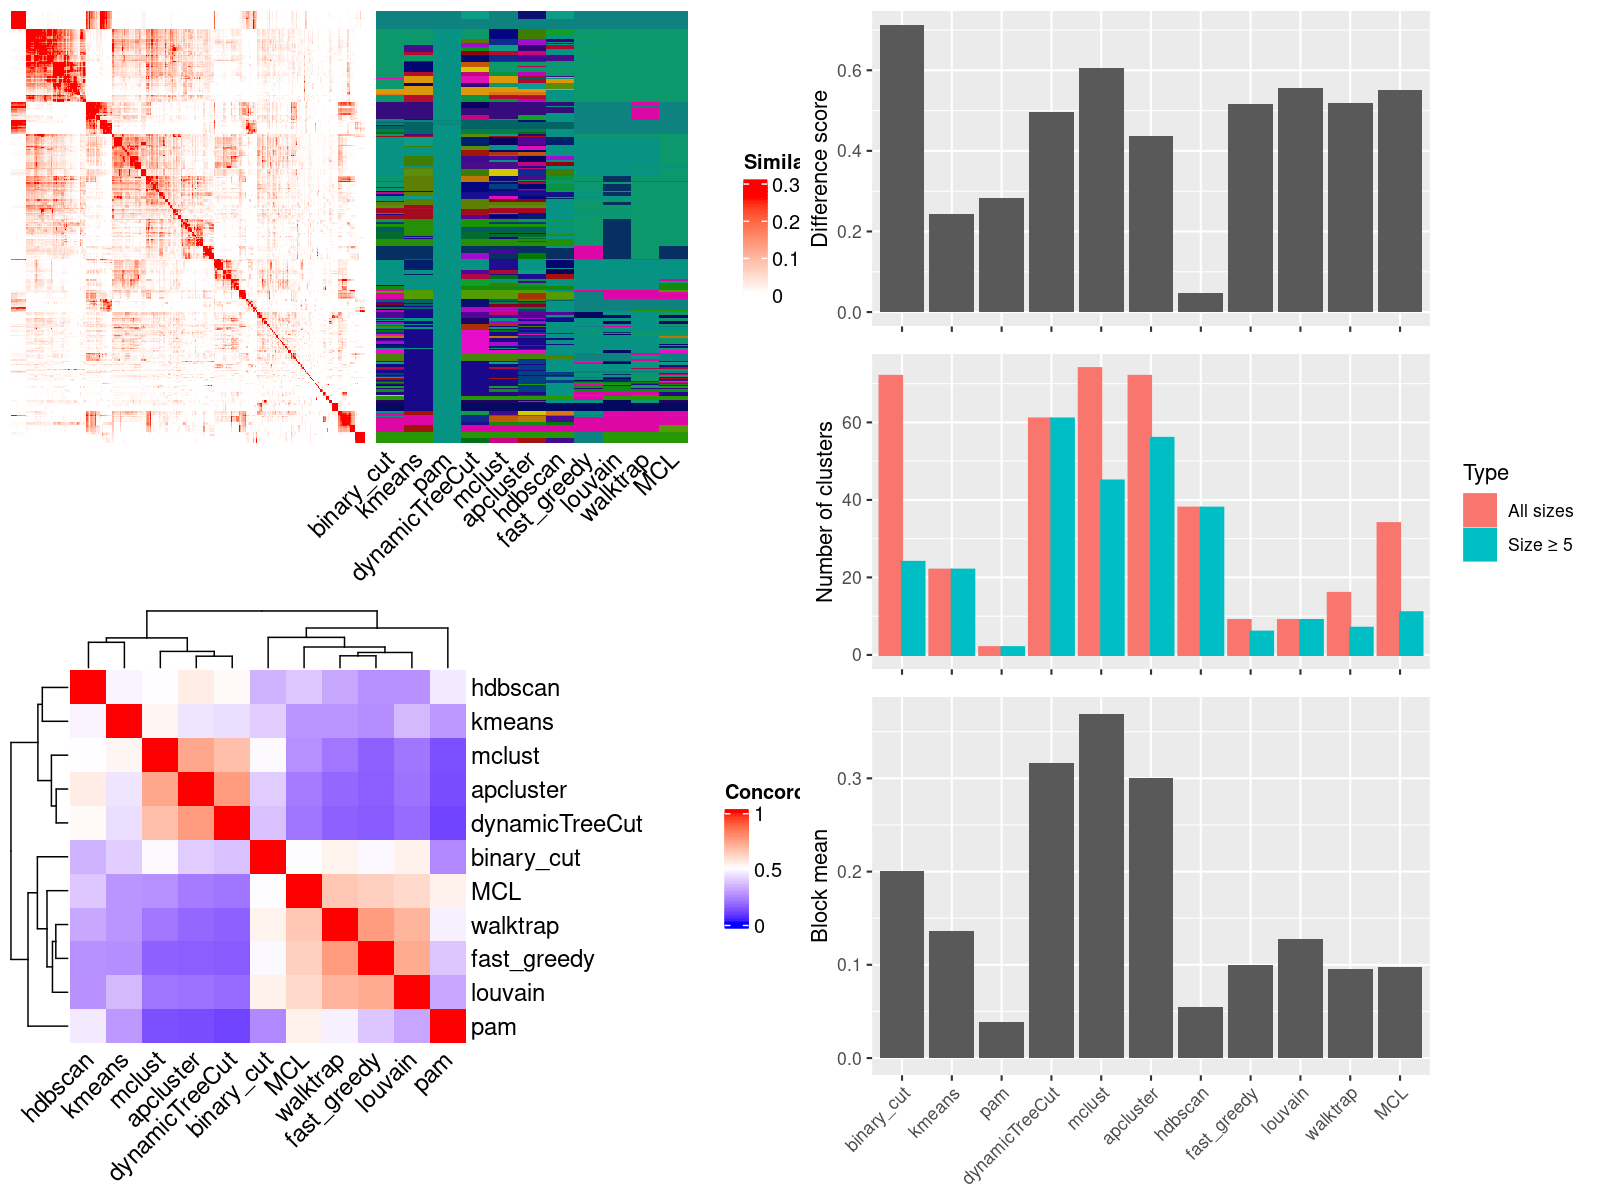 Simila
0.3
0.2
0.1
0
binary_cut
kmeans
pam
dynamicTreeCut
mclust
apcluster
hdbscan
fast_greedy
louvain
walktrap
MCL
hdbscan
kmeans
mclust
apcluster
dynamicTreeCut
binary_cut
MCL
walktrap
fast_greedy
louvain
pam
hdbscan
kmeans
mclust
apcluster
dynamicTreeCut
binary_cut
MCL
walktrap
fast_greedy
louvain
pam
Concord
1
0.5
0
Difference score
0.6
0.4
0.2
0.0
Number of clusters
60
40
20
0
Type
All sizes
Size ≥ 5
Block mean
0.3
0.2
0.1
0.0
binary_cut
kmeans
pam
dynamicTreeCut
mclust
apcluster
hdbscan
fast_greedy
louvain
walktrap
MCL